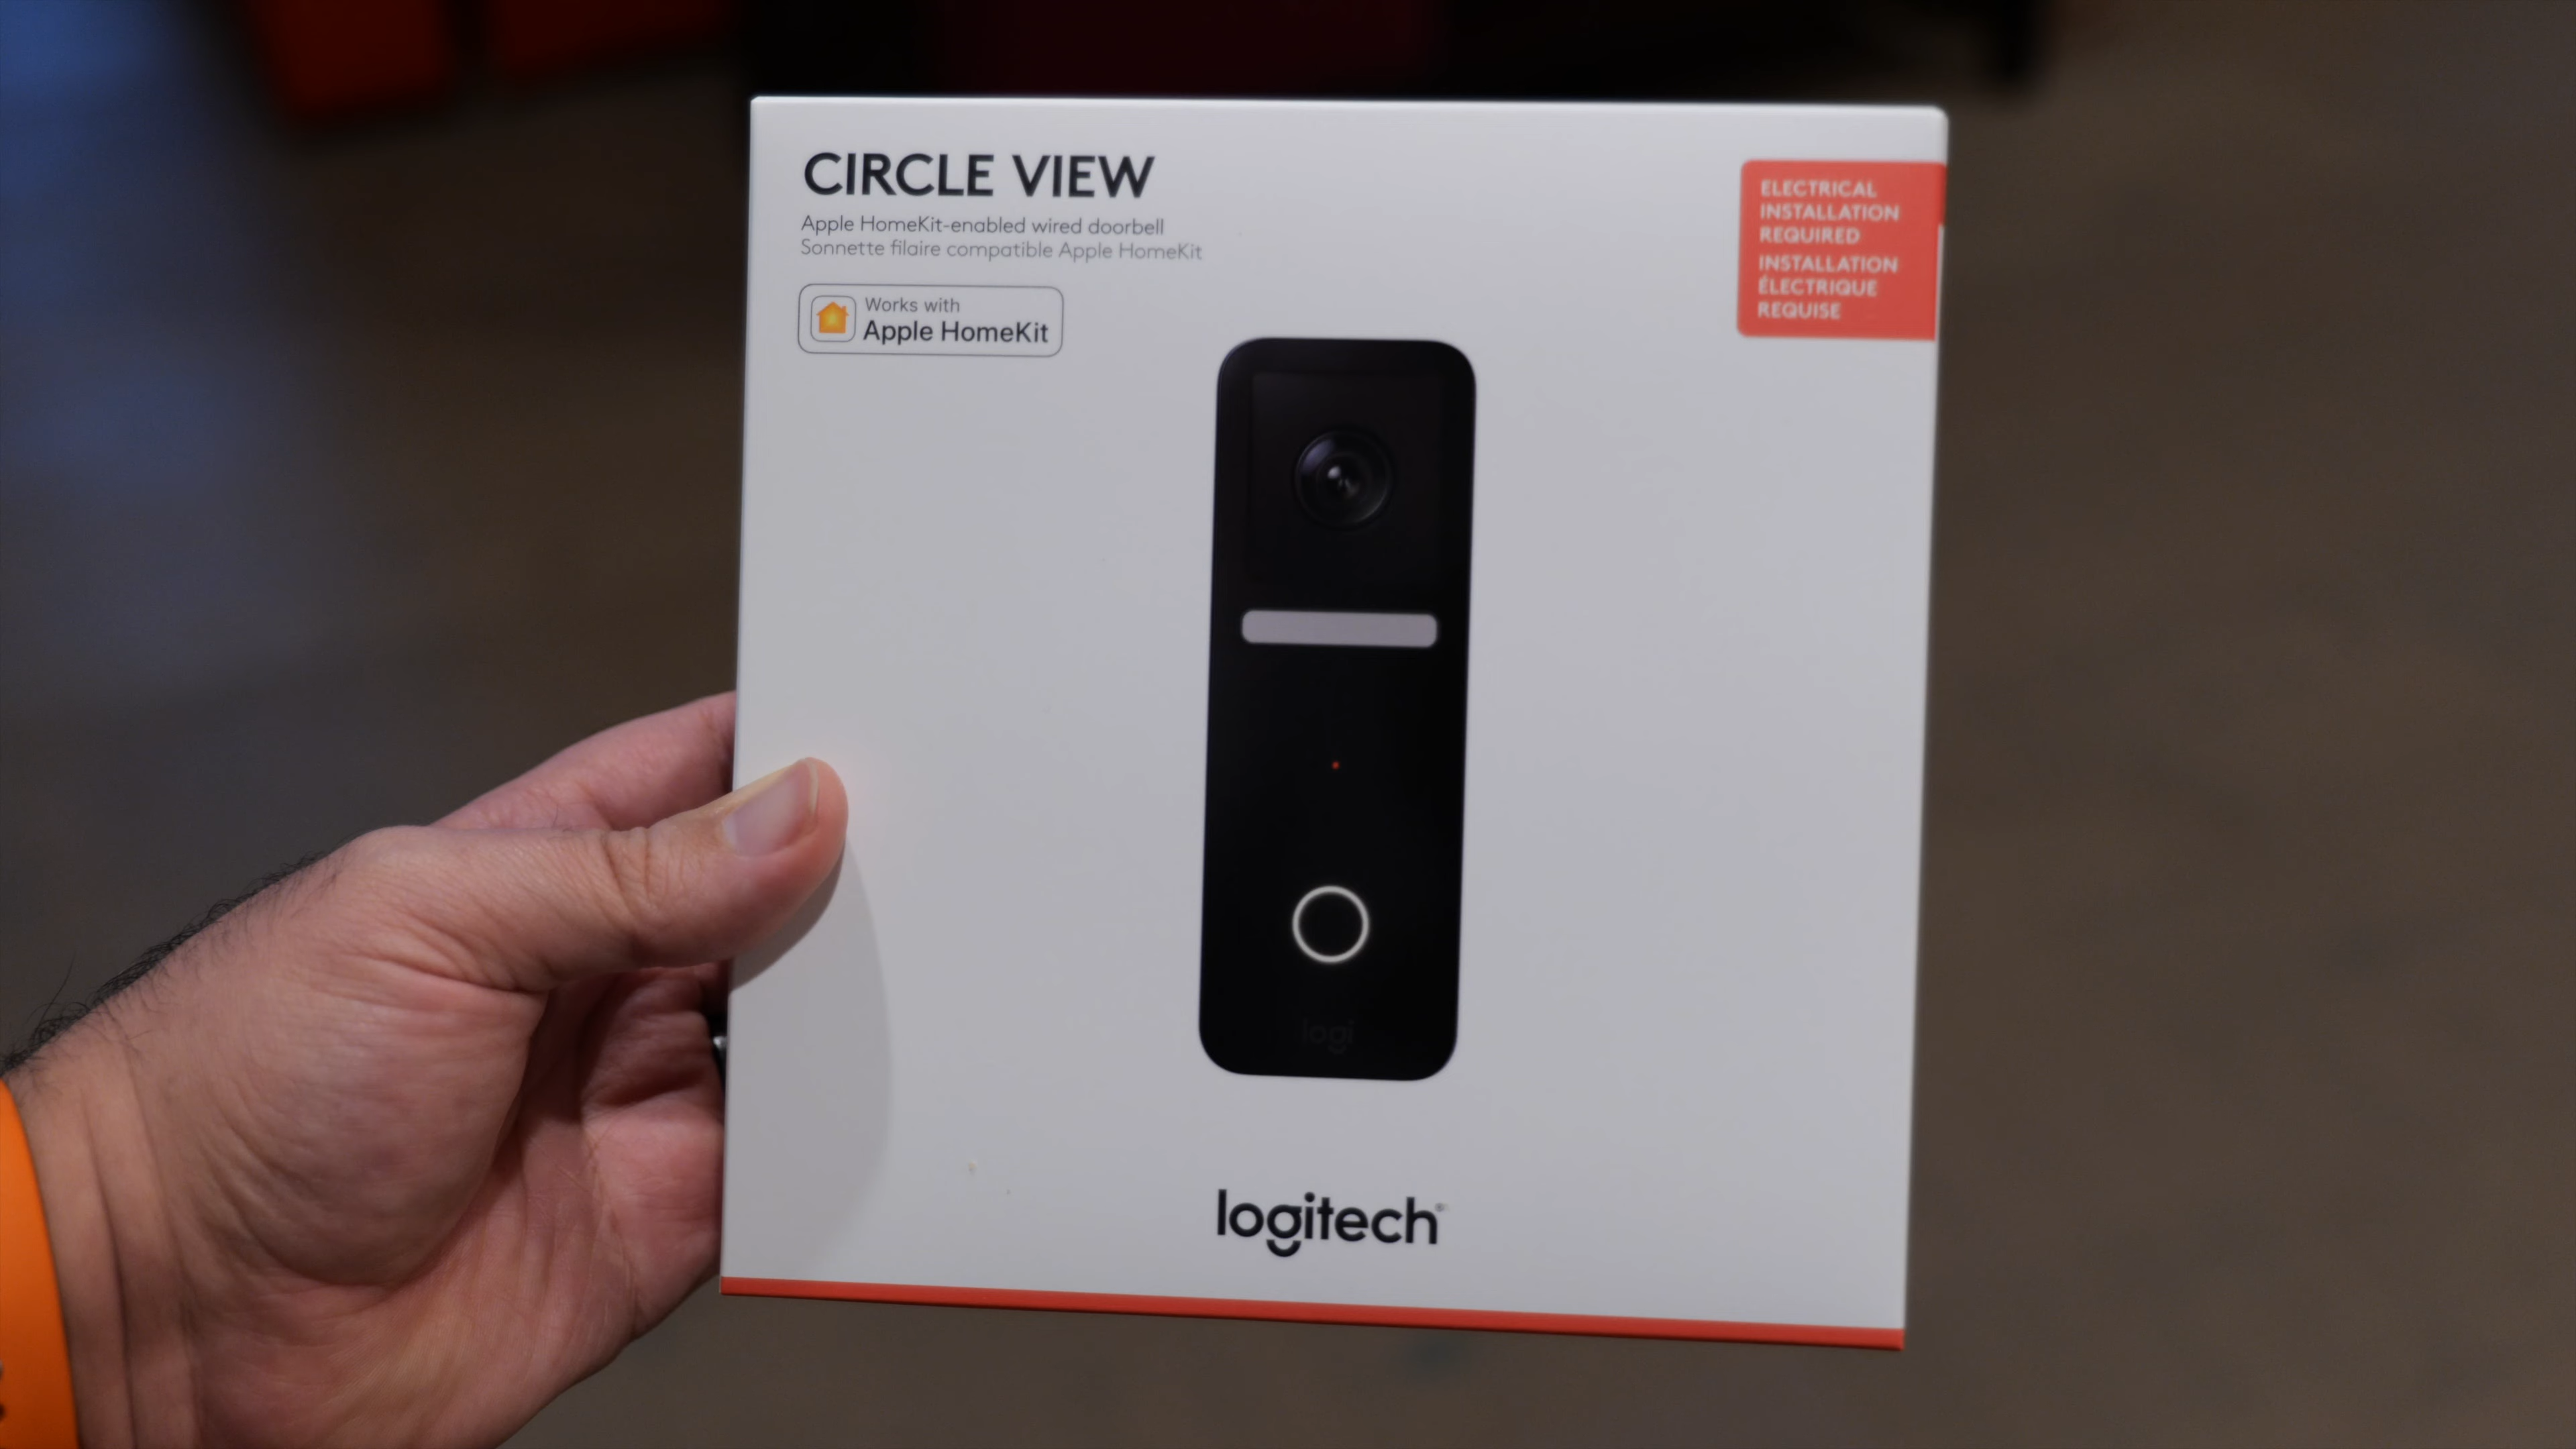 CIRCLE VIEW
Apple HomeKit-enabled wired doorbell
Sonnette filaire compatible Apple HomeKit
Works with
Apple HomeKit
ELECTRICAL
INSTALLATION
REQUIRED
INSTALLATION
ÉLECTRIQUE
REQUISE
logi
logitech